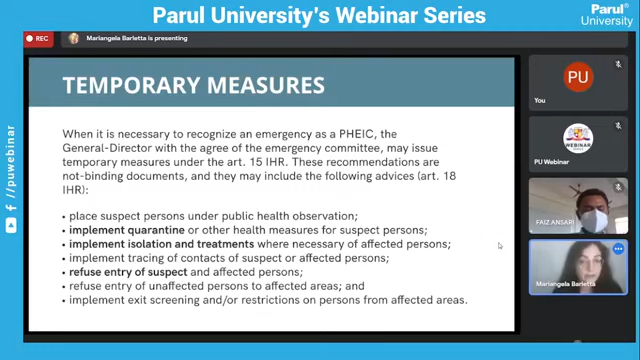 Parul University's Webinar Series
Parul®
University
REC
Mariangela Barletta is presenting
TEMPORARY MEASURES
When it is necessary to recognize an emergency as a PHEIC, the
General-Director with the agree of the emergency committee, may issue
temporary measures under the art. 15 IHR. These recommendations are
not-binding documents, and they may include the following advices (art. 18
IHR):
• place suspect persons under public health observation;
• implement quarantine or other health measures for suspect persons;
• implement isolation and treatments where necessary of affected persons;
• implement tracing of contacts of suspect or affected persons;
• refuse entry of suspect and affected persons;
• refuse entry of unaffected persons to affected areas; and
• implement exit screening and/or restrictions on persons from affected areas.
PU
You
WEBINAR
SERIES
PU Webinar
FAIZ ANSARI
Mariangela Barletta
/puwebinar